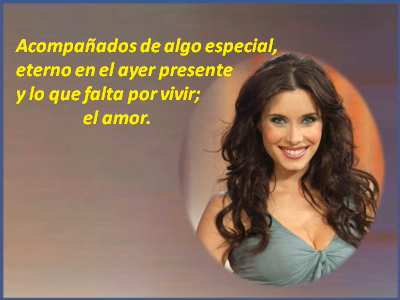 Acompañados de algo especial,
eterno en el ayer presente
y lo que falta por vivir;
el amor.